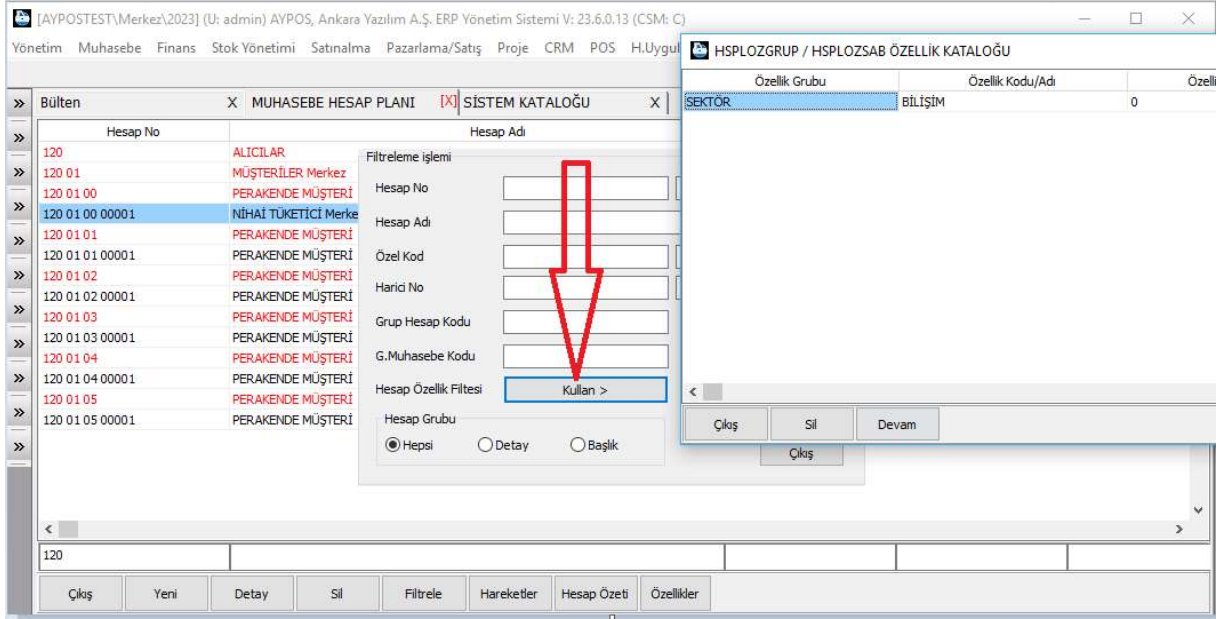 [AYPOSTEST\Merkez\2023] (U: admin) AYPOS, Ankara Yazılım A.Ş. ERP Yönetim Sistemi V: 23.6.0.13 (CSM: C)
Yönetim Muhasebe Finans Stok Yönetimi Satınalma Pazarlama/Satış Proje CRM POS H.Uygul
HSPLOZGRUP / HSPLOZSAB ÖZELLİK KATALOĞU
Özellik Grubu Özellik Kodu/Adı Özelli
SEKTÖR BİLİŞİM 0
Çıkış Sil Devam
Bülten X MUHASEBE HESAP PLANI [X] SİSTEM KATALOĞU X
Hesap No Hesap Adı
120 ALICILAR
120 01 MÜŞTERİLER Merkez
120 01 00 PERAKENDE MÜŞTERİ
120 01 00 00001 NİHAİ TÜKETİCİ Merke
120 01 01 PERAKENDE MÜŞTERİ
120 01 01 00001 PERAKENDE MÜŞTERİ
120 01 02 PERAKENDE MÜŞTERİ
120 01 02 00001 PERAKENDE MÜŞTERİ
120 01 03 PERAKENDE MÜŞTERİ
120 01 03 00001 PERAKENDE MÜŞTERİ
120 01 04 PERAKENDE MÜŞTERİ
120 01 04 00001 PERAKENDE MÜŞTERİ
120 01 05 PERAKENDE MÜŞTERİ
120 01 05 00001 PERAKENDE MÜŞTERİ
Filtreleme işlemi
Hesap No
Hesap Adı
Özel Kod
Harici No
Grup Hesap Kodu
G.Muhasebe Kodu
Hesap Özellik Filtesi Kullan >
Hesap Grubu
Hepsi Detay Başlık
Çıkış
120
Çıkış Yeni Detay Sil Filtrele Hareketler Hesap Özeti Özellikler